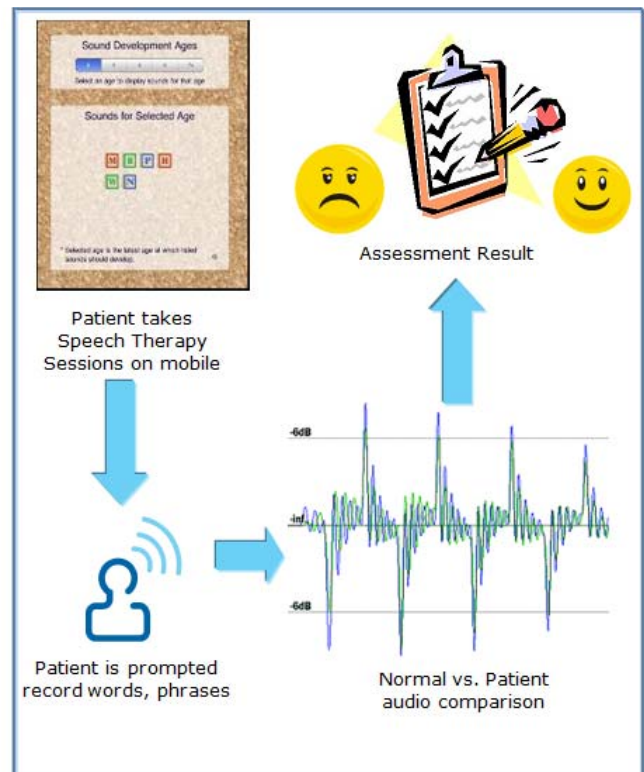 Sound Development Ages
Select an age to display sounds for that age
Sounds for Selected Age
M B P H
W N
* Selected age is the latest age at which listed
sounds should develop.
Patient takes
Speech Therapy
Sessions on mobile
Patient is prompted
record words, phrases
-6dB
-inf.
-6dB
Normal vs. Patient
audio comparison
Assessment Result